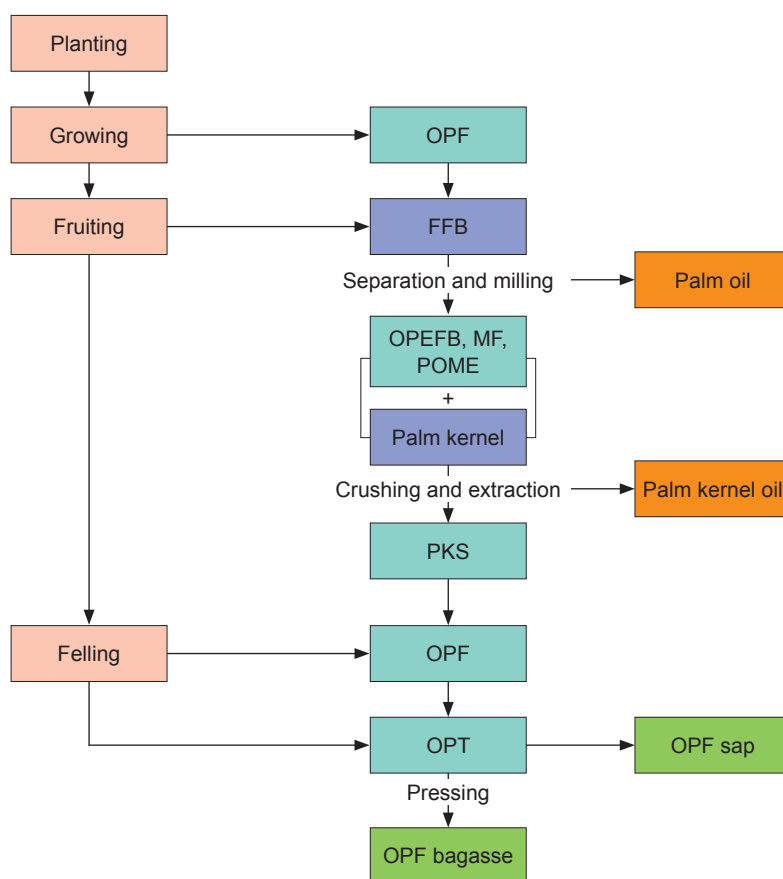 Planting
Growing
OPF
Fruiting
FFB
Separation and milling
Palm oil
OPEFB, MF,
POME
+
Palm kernel
Crushing and extraction
Palm kernel oil
PKS
Felling
OPF
OPT
OPF sap
Pressing
OPF bagasse